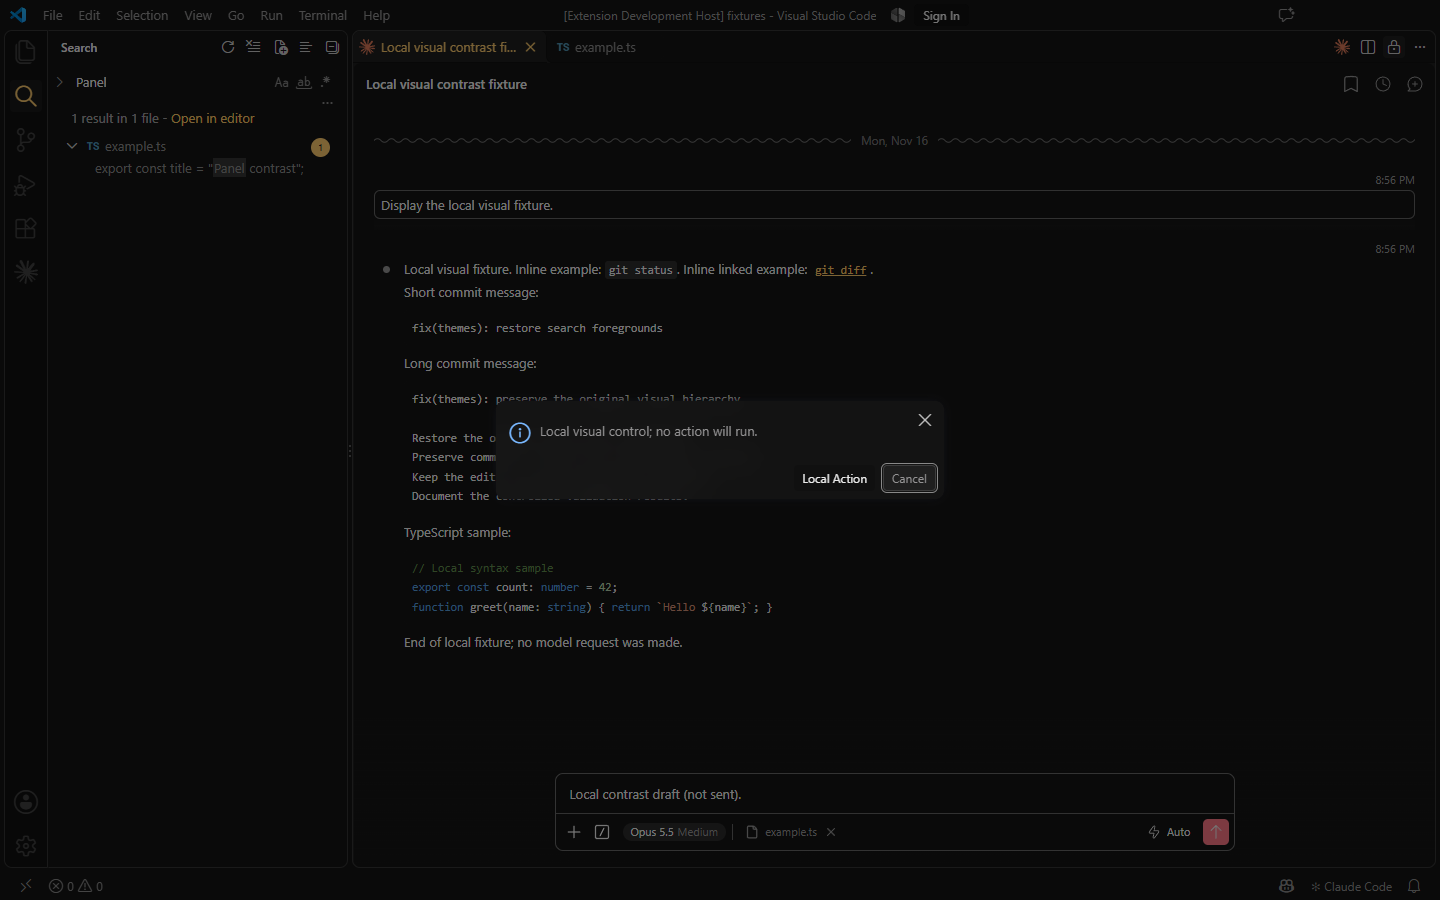 File Edit Selection View Go Run Terminal Help
[Extension Development Host] fixtures - Visual Studio Code
Sign In
Search
Panel
Aa ab .*
1 result in 1 file - Open in editor
TS example.ts
1
export const title = "Panel contrast";
Local visual contrast fi...
TS example.ts
Local visual contrast fixture
Mon, Nov 16
8:56 PM
Display the local visual fixture.
8:56 PM
Local visual fixture. Inline example: git status. Inline linked example: git diff.
Short commit message:
fix(themes): restore search foregrounds
Long commit message:
fix(themes): preserve the original visual hierarchy
Restore the o
Preserve comm
Keep the edit
Document the
Local visual control; no action will run.
Local Action
Cancel
TypeScript sample:
// Local syntax sample
export const count: number = 42;
function greet(name: string) { return `Hello ${name}`; }
End of local fixture; no model request was made.
Local contrast draft (not sent).
Opus 5.5 Medium
example.ts
Auto
0 0
Claude Code